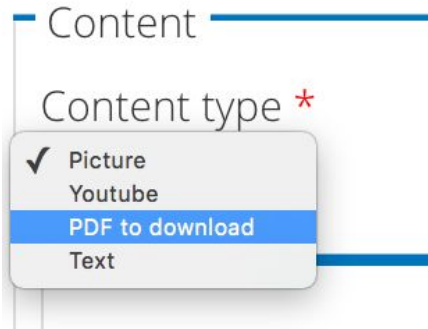 Content
Content type *
✓ Picture
Youtube
PDF to download
Text